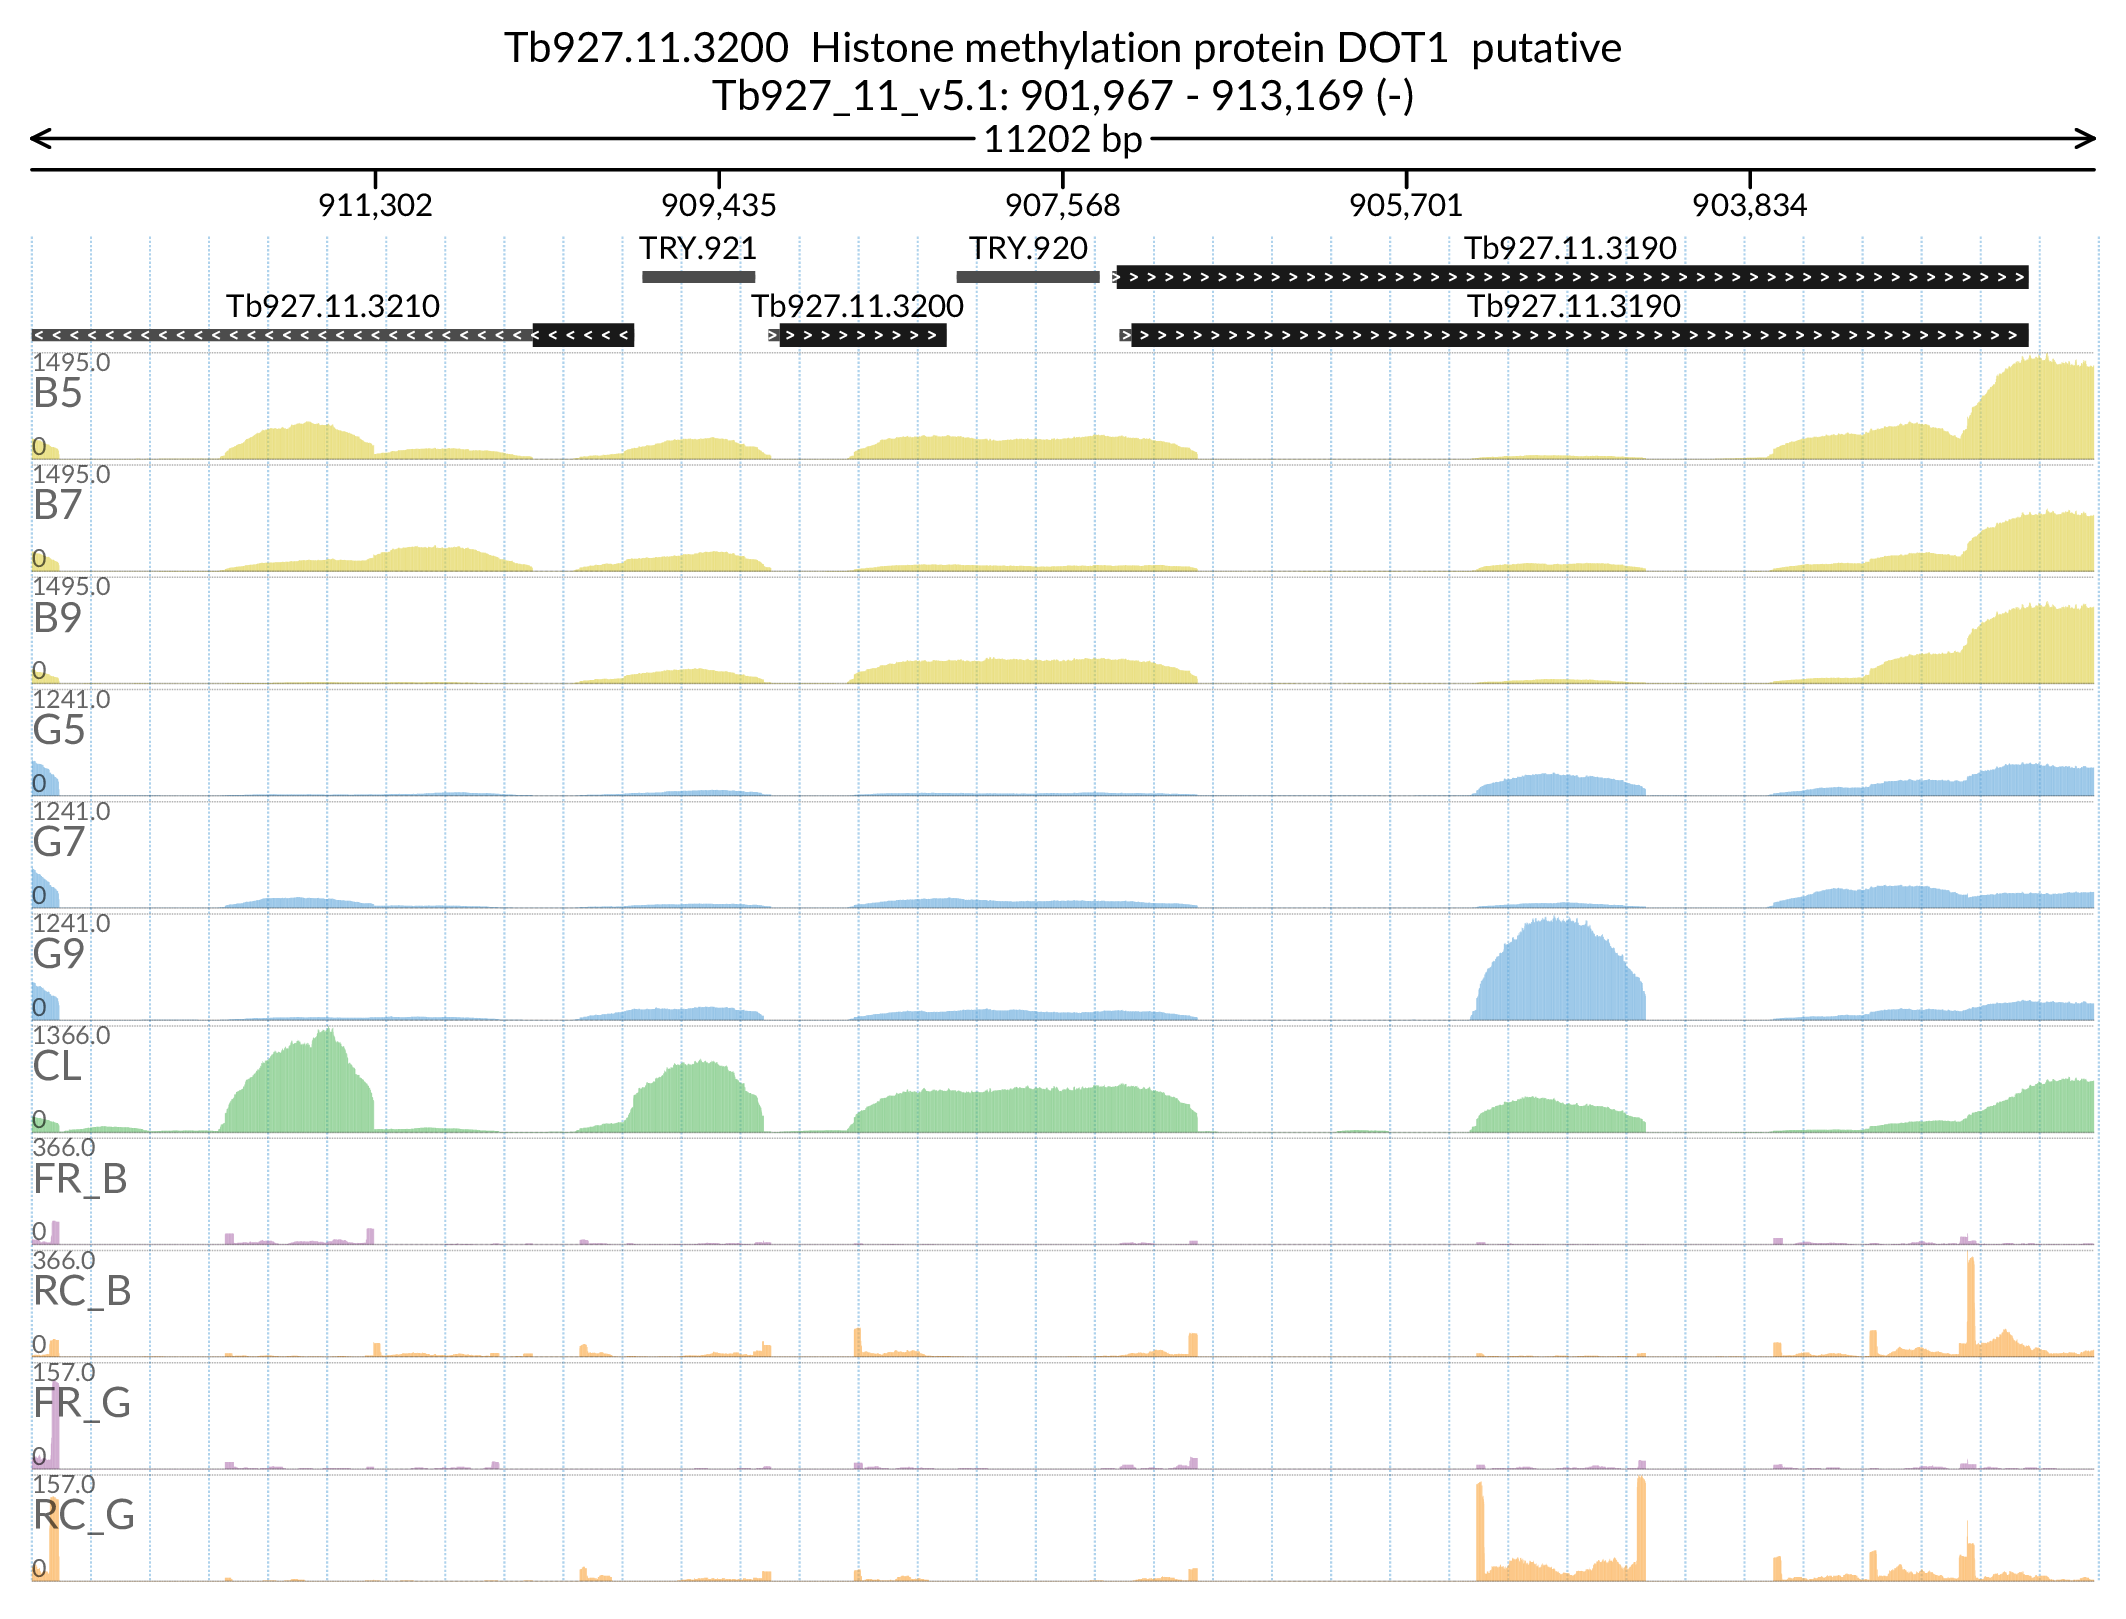 Tb927.11.3200  Histone methylation protein DOT1  putative
Tb927_11_v5.1: 901,967 - 913,169 (-)
11202 bp
911,302 909,435 907,568 905,701 903,834
TRY.921 TRY.920 Tb927.11.3190
Tb927.11.3210 Tb927.11.3200 Tb927.11.3190
1495.0
B5
0
1495.0
B7
0
1495.0
B9
0
1241.0
G5
0
1241.0
G7
0
1241.0
G9
0
1366.0
CL
0
366.0
FR_B
0
366.0
RC_B
0
157.0
FR_G
0
157.0
RC_G
0